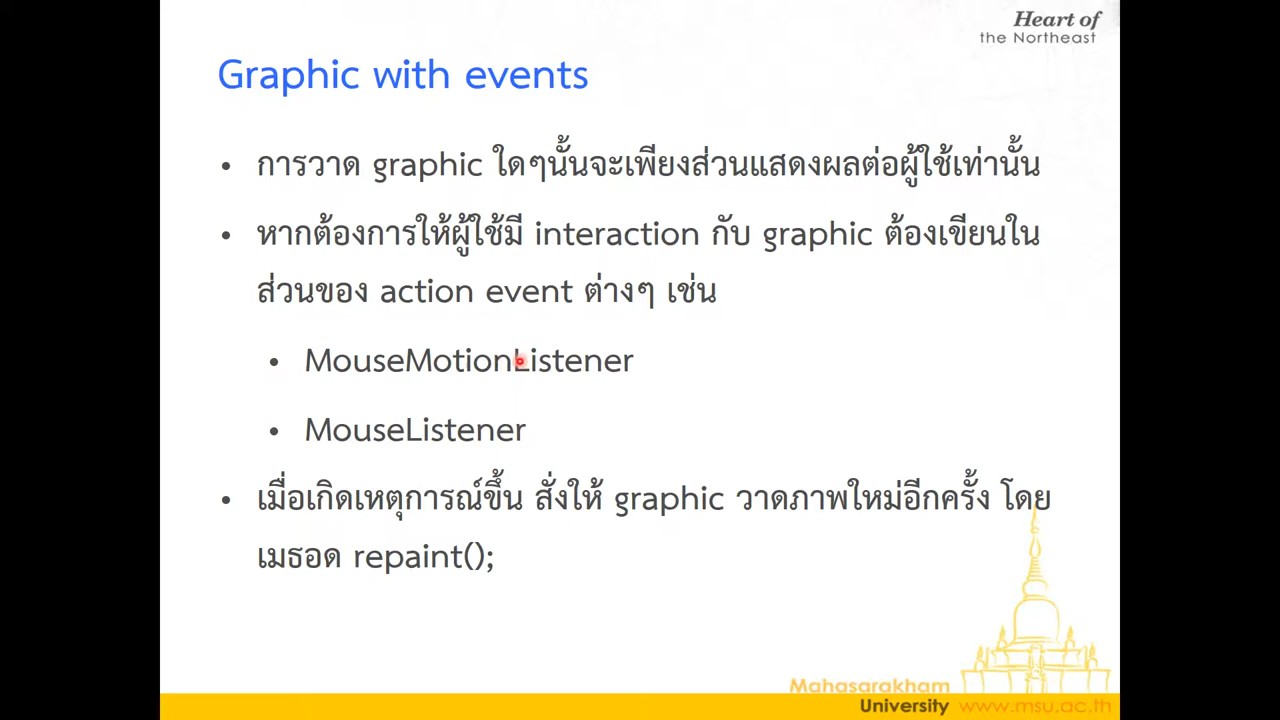 Heart of
the Northeast
Graphic with events
• การวาด graphic ใดๆนั้นจะเพียงส่วนแสดงผลต่อผู้ใช้เท่านั้น
• หากต้องการให้ผู้ใช้มี interaction กับ graphic ต้องเขียนใน
ส่วนของ action event ต่างๆ เช่น
• MouseMotionListener
• MouseListener
• เมื่อเกิดเหตุการณ์ขึ้น สั่งให้ graphic วาดภาพใหม่อีกครั้ง โดย
เมธอด repaint();
Mahasarakham
University www.msu.ac.th